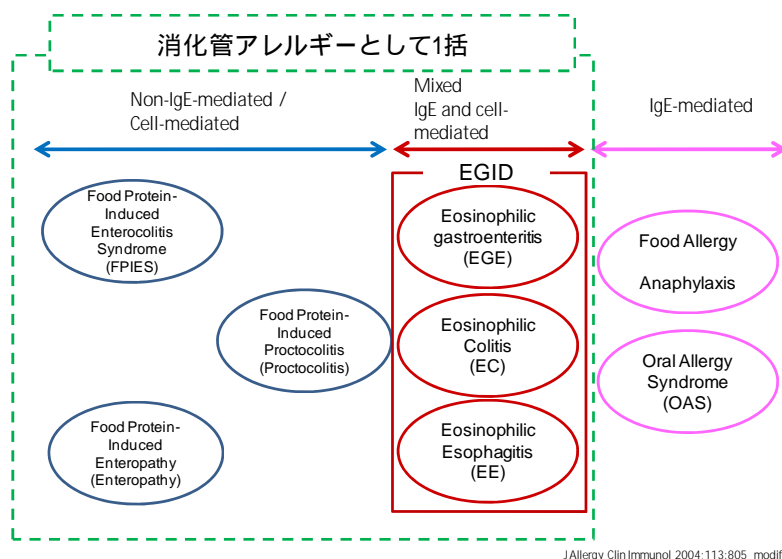 消化管アレルギーとして1括
Non-IgE-mediated /
Cell-mediated
Mixed
IgE and cell-
mediated
IgE-mediated
EGID
Food Protein-
Induced
Enterocolitis
Syndrome
(FPIES)
Eosinophilic
gastroenteritis
(EGE)
Food Allergy
Anaphylaxis
Food Protein-
Induced
Proctocolitis
(Proctocolitis)
Eosinophilic
Colitis
(EC)
Oral Allergy
Syndrome
(OAS)
Food Protein-
Induced
Enteropathy
(Enteropathy)
Eosinophilic
Esophagitis
(EE)
J Allergy Clin Immunol 2004;113:805 modif